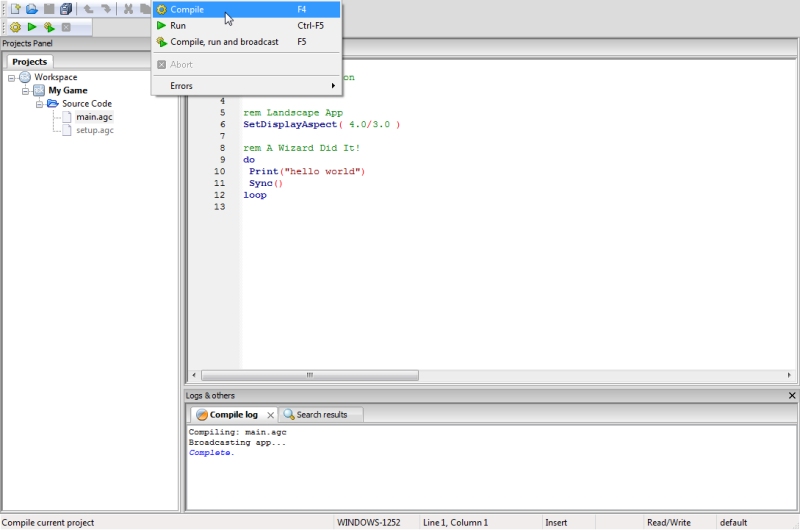 Compile F4
Run Ctrl-F5
Compile, run and broadcast F5
Abort
Errors
Projects Panel
Projects
Workspace
My Game
Source Code
main.agc
setup.agc
on
4
5 rem Landscape App
6 SetDisplayAspect( 4.0/3.0 )
7
8 rem A Wizard Did It!
9 do
10 Print("hello world")
11 Sync()
12 loop
13
Logs & others
Compile log Search results
Compiling: main.agc
Broadcasting app...
Complete.
Compile current project WINDOWS-1252 Line 1, Column 1 Insert Read/Write default